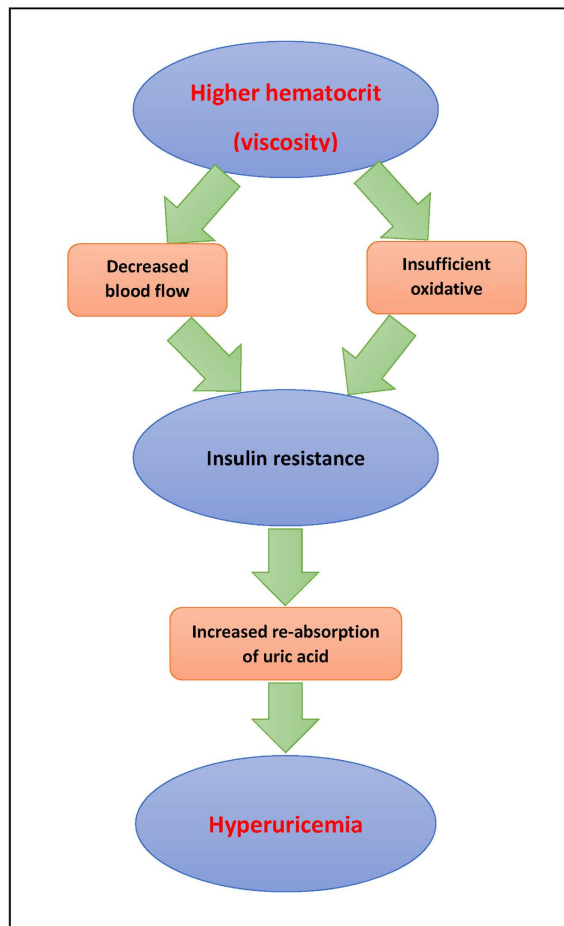 Higher hematocrit
(viscosity)
Decreased
blood flow
Insufficient
oxidative
Insulin resistance
Increased re-absorption
of uric acid
Hyperuricemia